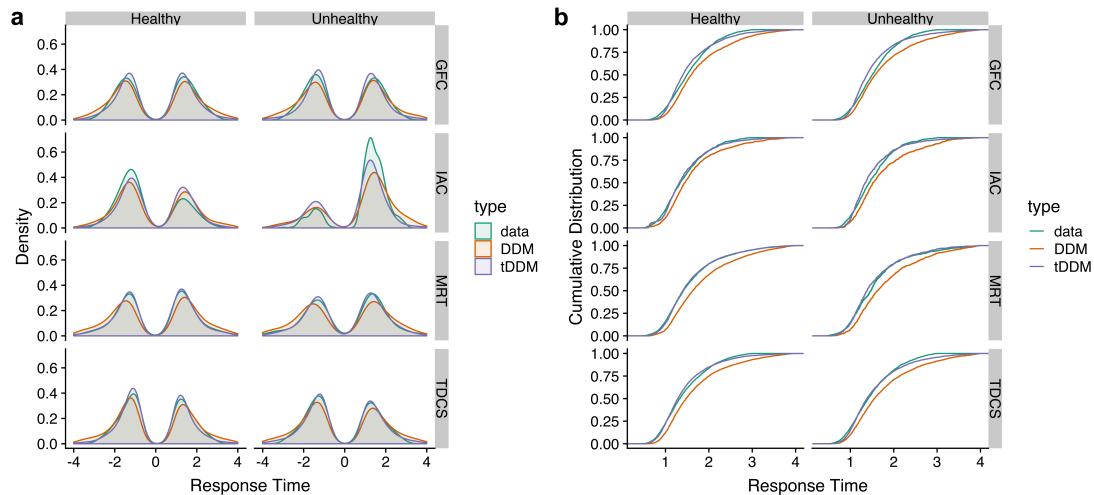 a
Healthy
Unhealthy
0.6
0.4
0.2
0.0
GFC
0.6
0.4
0.2
0.0
IAC
0.6
0.4
0.2
0.0
MRT
0.6
0.4
0.2
0.0
TDCS
Density
-4 -2 0 2 4
-4 -2 0 2 4
Response Time
type
data
DDM
tDDM
b
Healthy
Unhealthy
1.00
0.75
0.50
0.25
0.00
GFC
1.00
0.75
0.50
0.25
0.00
IAC
1.00
0.75
0.50
0.25
0.00
MRT
1.00
0.75
0.50
0.25
0.00
TDCS
Cumulative Distribution
1 2 3 4
1 2 3 4
Response Time
type
data
DDM
tDDM